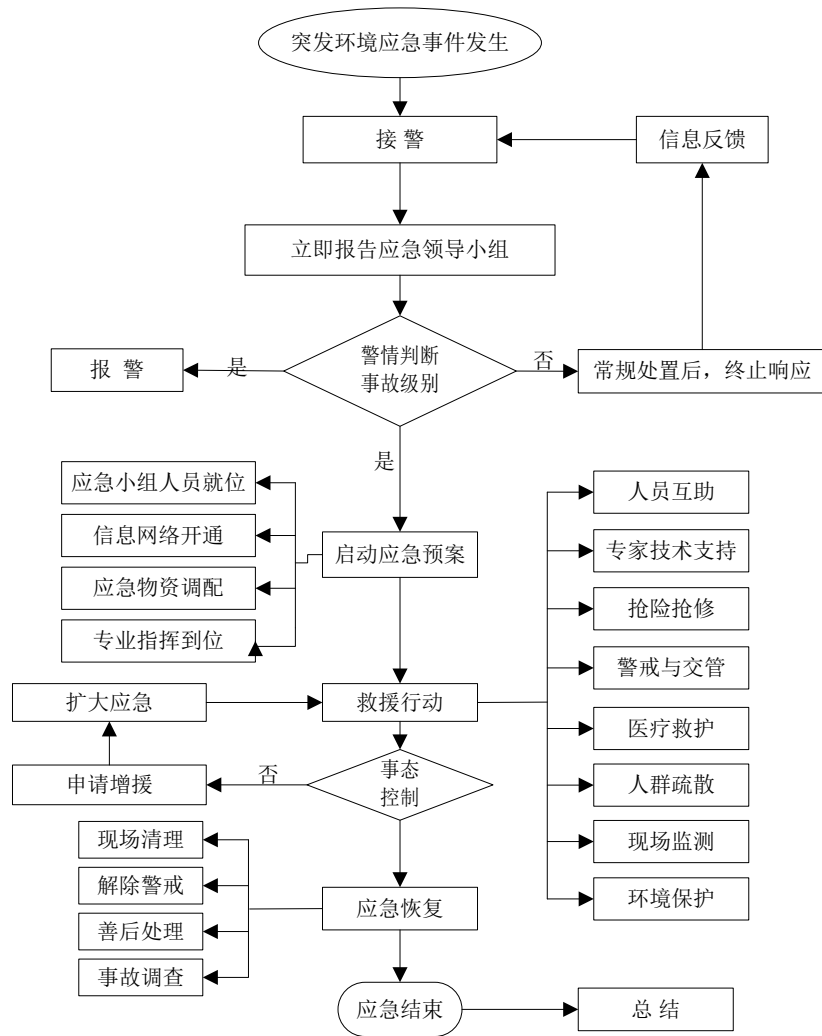 突发环境应急事件发生
接 警
信息反馈
立即报告应急领导小组
报 警
是
警情判断
事故级别
否
常规处置后，终止响应
是
应急小组人员就位
信息网络开通
应急物资调配
专业指挥到位
启动应急预案
人员互助
专家技术支持
抢险抢修
警戒与交管
医疗救护
人群疏散
现场监测
环境保护
扩大应急
救援行动
申请增援
否
事态
控制
现场清理
解除警戒
善后处理
事故调查
应急恢复
应急结束
总 结